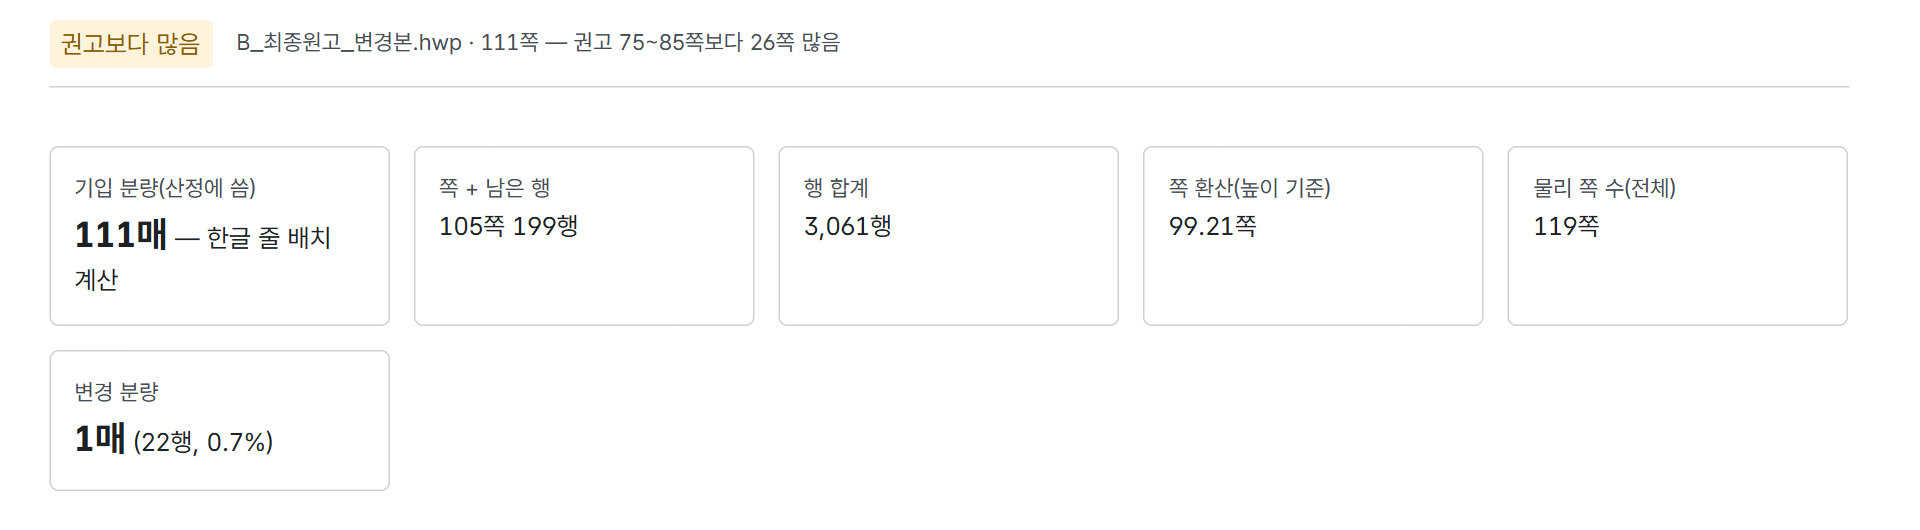 권고보다 많음
B_최종원고_변경본.hwp · 111쪽 — 권고 75~85쪽보다 26쪽 많음
기입 분량(산정에 씀)
111매 — 한글 줄 배치
계산
쪽 + 남은 행
105쪽 199행
행 합계
3,061행
쪽 환산(높이 기준)
99.21쪽
물리 쪽 수(전체)
119쪽
변경 분량
1매 (22행, 0.7%)